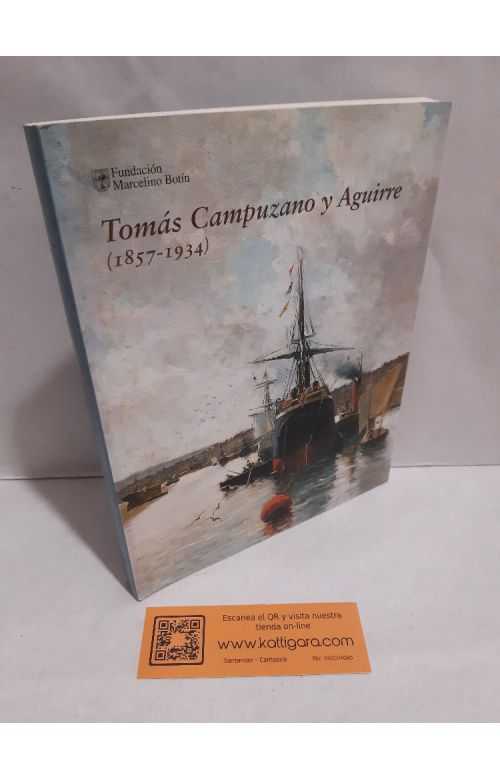 Fundación
Marcelino Botín
Tomás Campuzano y Aguirre
(1857-1934)
Escanea el QR y visita nuestra
tienda on-line
www.kattigara.com
Santander - Cantabria